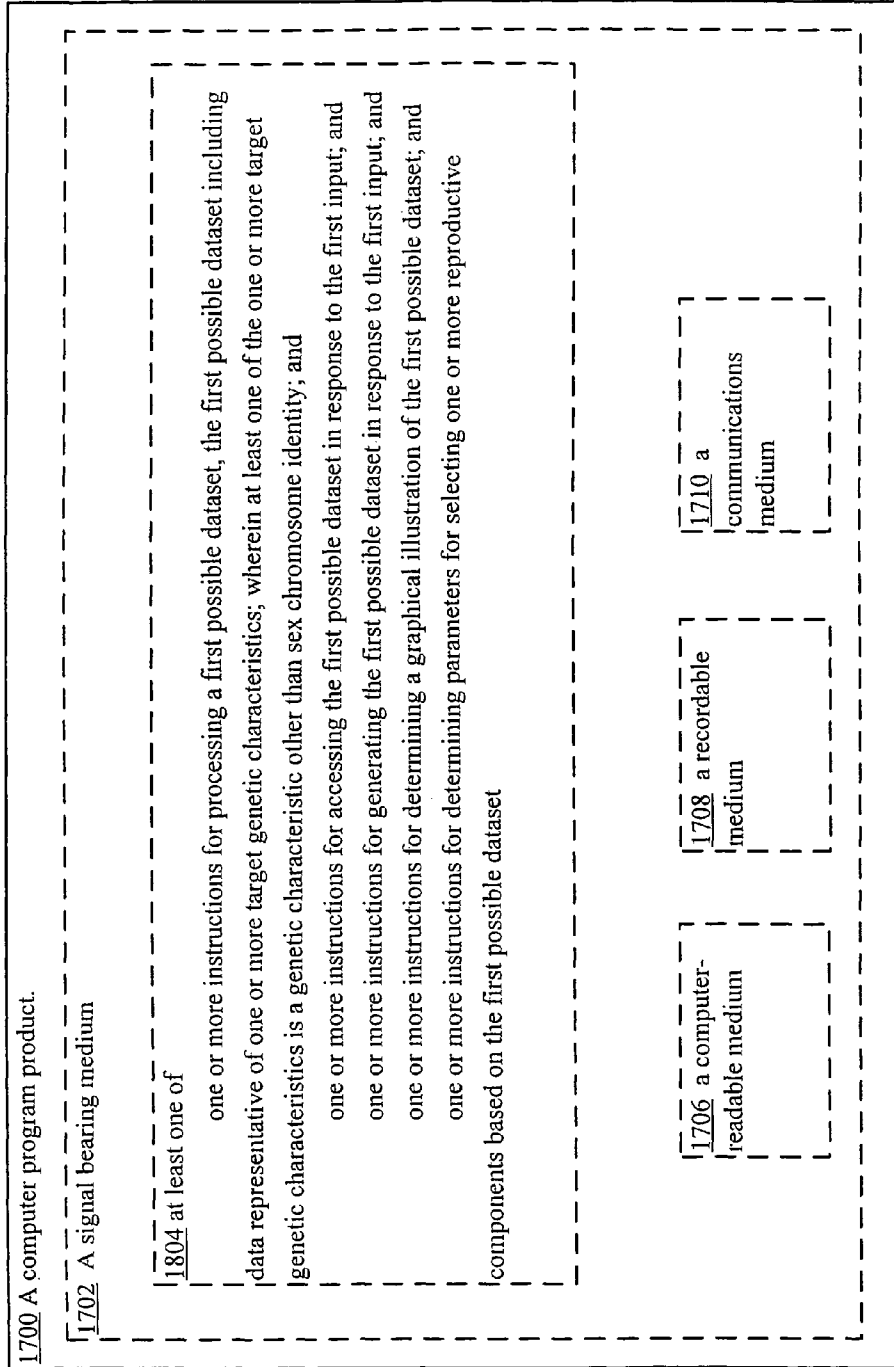 1700 A computer program product.
1702 A signal bearing medium
1804 at least one of
one or more instructions for processing a first possible dataset, the first possible dataset including
data representative of one or more target genetic characteristics; wherein at least one of the one or more target
genetic characteristics is a genetic characteristic other than sex chromosome identity; and
one or more instructions for accessing the first possible dataset in response to the first input; and
one or more instructions for generating the first possible dataset in response to the first input; and
one or more instructions for determining a graphical illustration of the first possible dataset; and
one or more instructions for determining parameters for selecting one or more reproductive
components based on the first possible dataset
1706 a computer-
readable medium
1708 a recordable
medium
1710 a
communications
medium